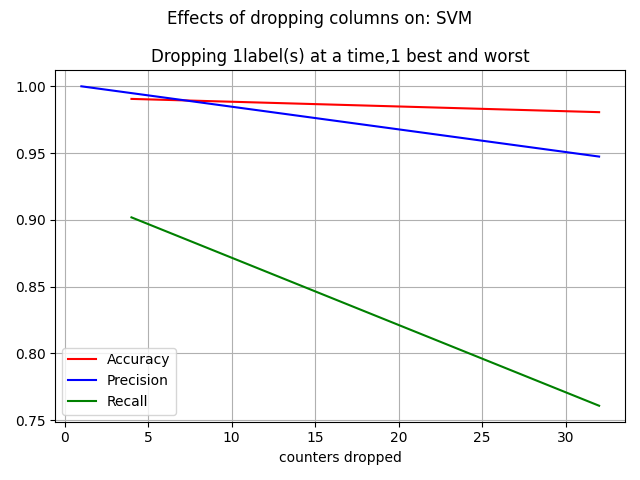 Effects of dropping columns on: SVM
Dropping 1label(s) at a time,1 best and worst
1.00
0.95
0.90
0.85
0.80
0.75
Accuracy
Precision
Recall
0 5 10 15 20 25 30
counters dropped